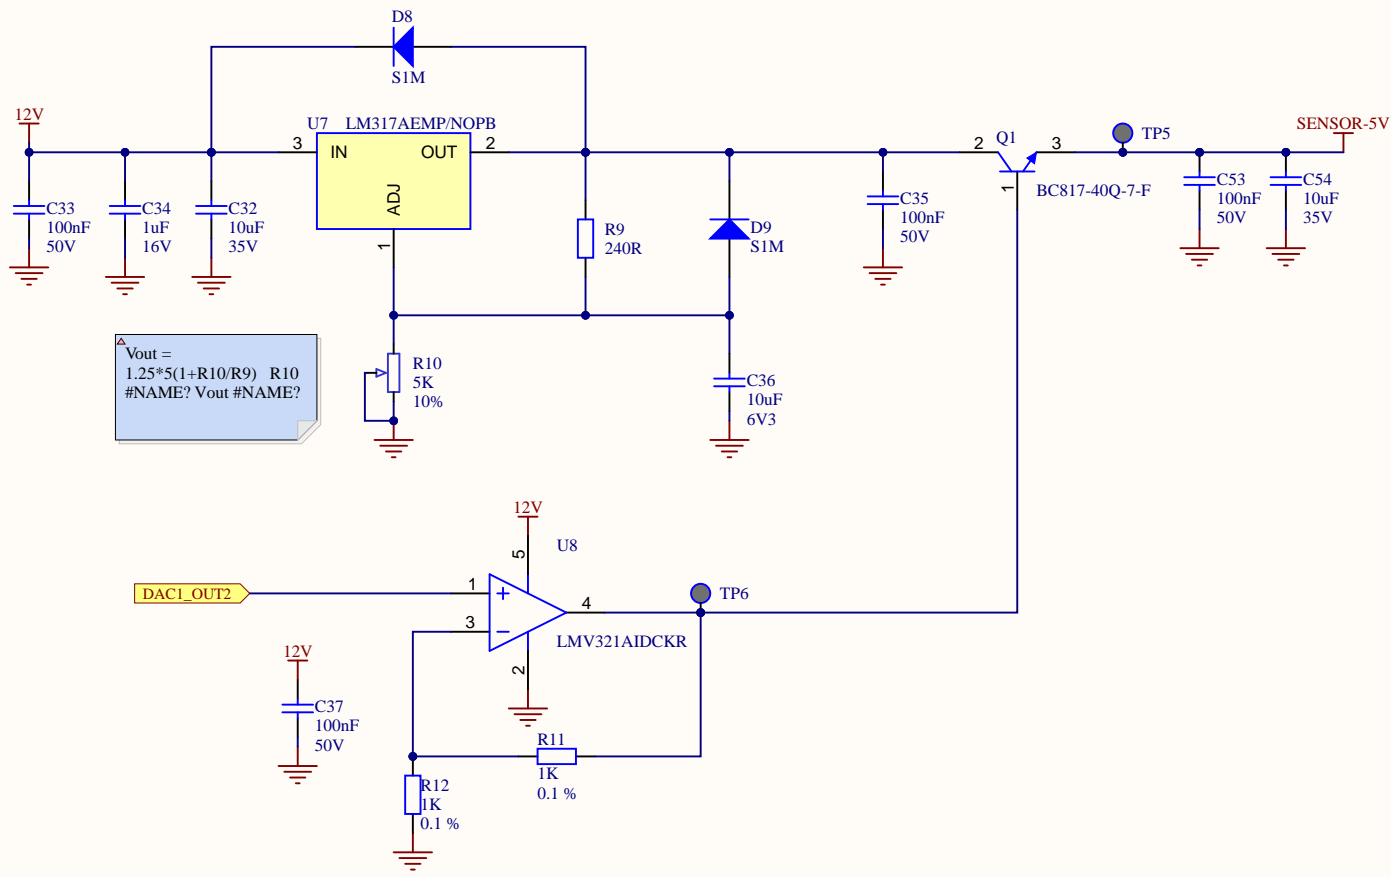 D8
S1M
12V
U7 LM317AEMP/NOPB
3 IN OUT 2
ADJ
1
C33
100nF
50V
C34
1uF
16V
C32
10uF
35V
R9
240R
D9
S1M
C35
100nF
50V
2 Q1 3
1
BC817-40Q-7-F
TP5
SENSOR-5V
C53
100nF
50V
C54
10uF
35V
Vout =
1.25*5(1+R10/R9) R10
#NAME? Vout #NAME?
R10
5K
10%
C36
10uF
6V3
12V
5
U8
DAC1_OUT2
1
+
3
−
4
2
LMV321AIDCKR
TP6
12V
C37
100nF
50V
R11
1K
0.1 %
R12
1K
0.1 %